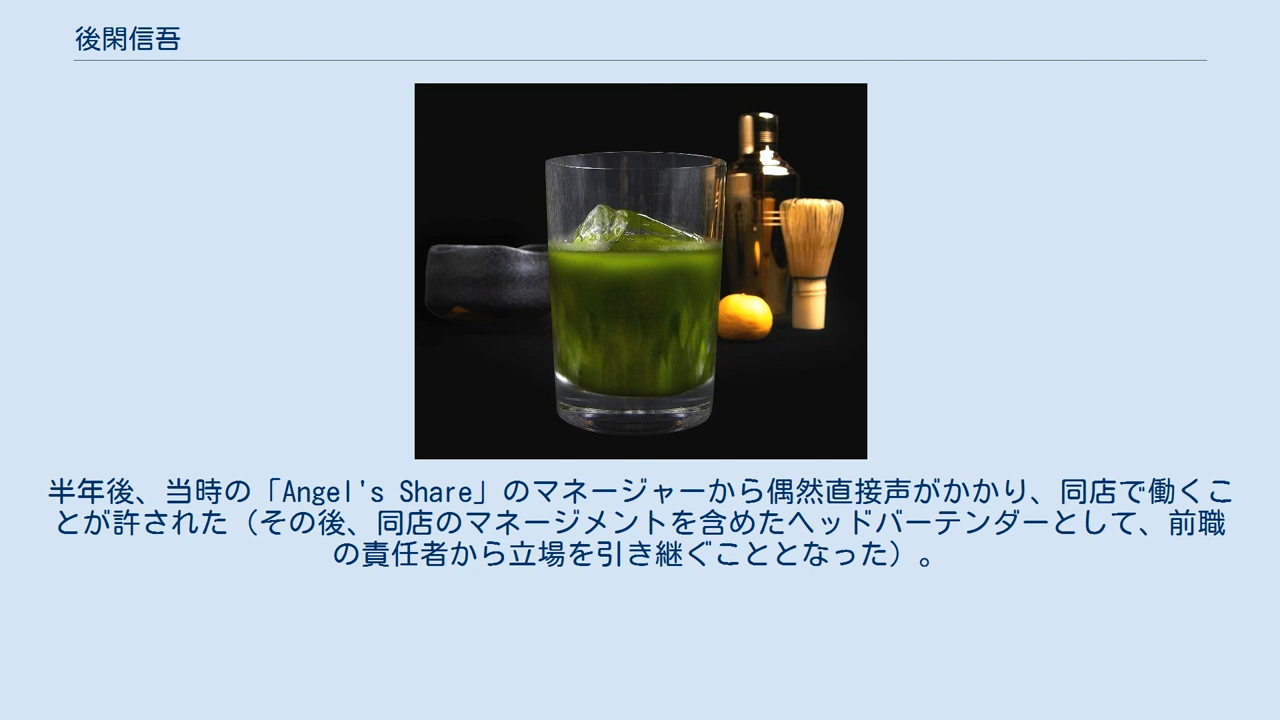 後閑信吾
半年後、当時の「Angel's Share」のマネージャーから偶然直接声がかかり、同店で働くこ
とが許された（その後、同店のマネージメントを含めたヘッドバーテンダーとして、前職
の責任者から立場を引き継ぐこととなった）。